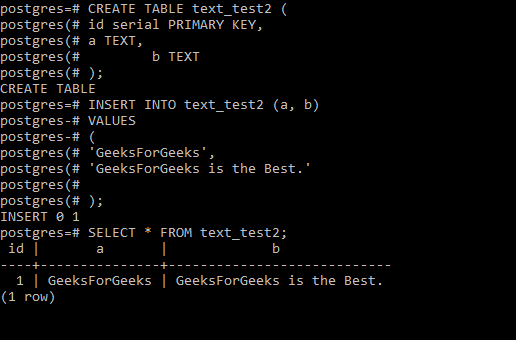 postgres=# CREATE TABLE text_test2 (
postgres(# id serial PRIMARY KEY,
postgres(# a TEXT,
postgres(#         b TEXT
postgres(# );
CREATE TABLE
postgres=# INSERT INTO text_test2 (a, b)
postgres-# VALUES
postgres-# (
postgres(# 'GeeksForGeeks',
postgres(# 'GeeksForGeeks is the Best.'
postgres(#
postgres(# );
INSERT 0 1
postgres=# SELECT * FROM text_test2;
 id |       a       |             b
----+---------------+----------------------------
  1 | GeeksForGeeks | GeeksForGeeks is the Best.
(1 row)